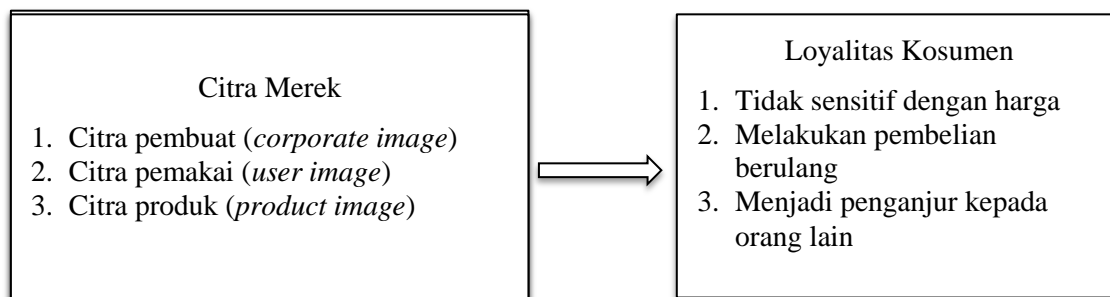 Citra Merek
1. Citra pembuat (corporate image)
2. Citra pemakai (user image)
3. Citra produk (product image)
Loyalitas Kosumen
1. Tidak sensitif dengan harga
2. Melakukan pembelian
berulang
3. Menjadi penganjur kepada
orang lain